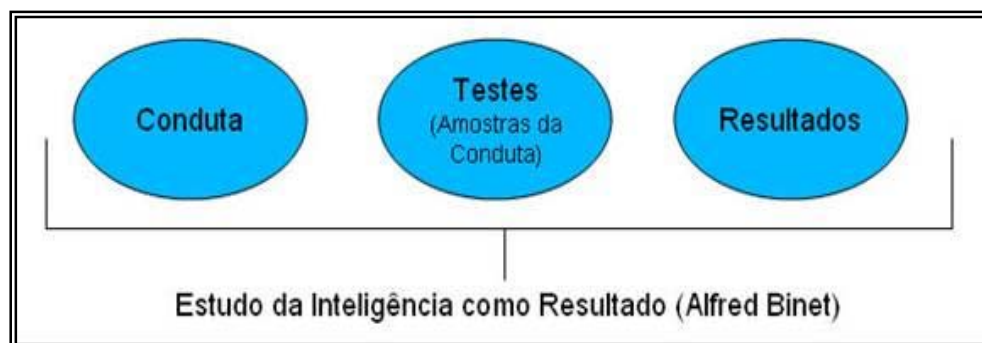 Conduta
Testes
(Amostras da
Conduta)
Resultados
Estudo da Inteligência como Resultado (Alfred Binet)